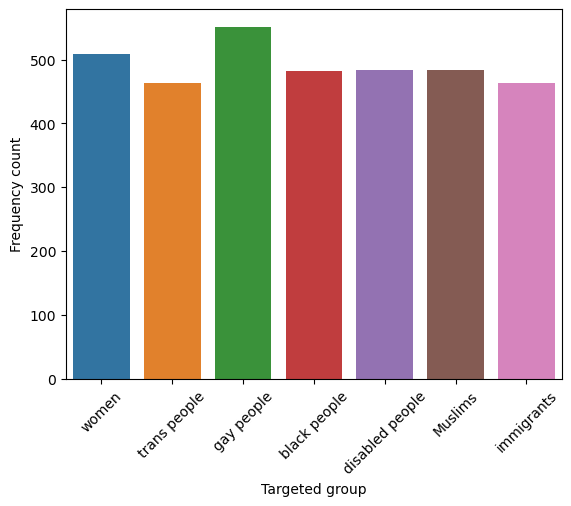 Frequency count
500
400
300
200
100
0
women
trans people
gay people
black people
disabled people
Muslims
immigrants
Targeted group